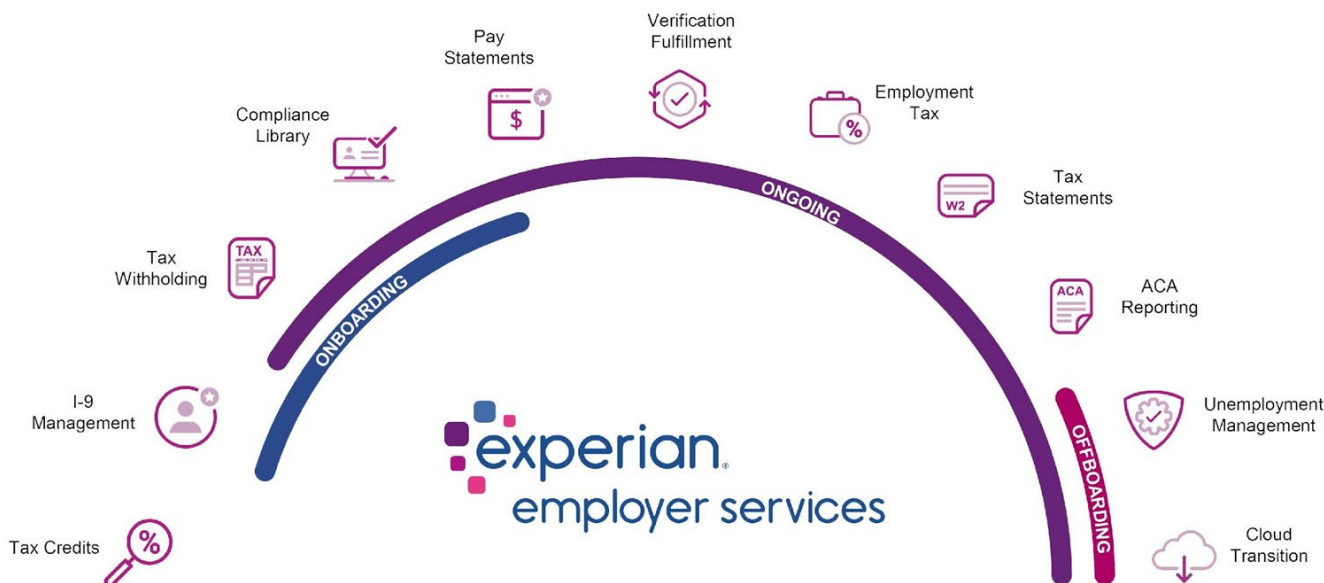 Verification
Fulfillment
Pay
Statements
$
Employment
Tax
%
Compliance
Library
Tax
Statements
W2
ONGOING
Tax
Withholding
TAX
WITHHOLDING
ONBOARDING
ACA
Reporting
ACA
I-9
Management
Unemployment
Management
OFFBOARDING
experian®
employer services
Tax Credits
%
Cloud
Transition